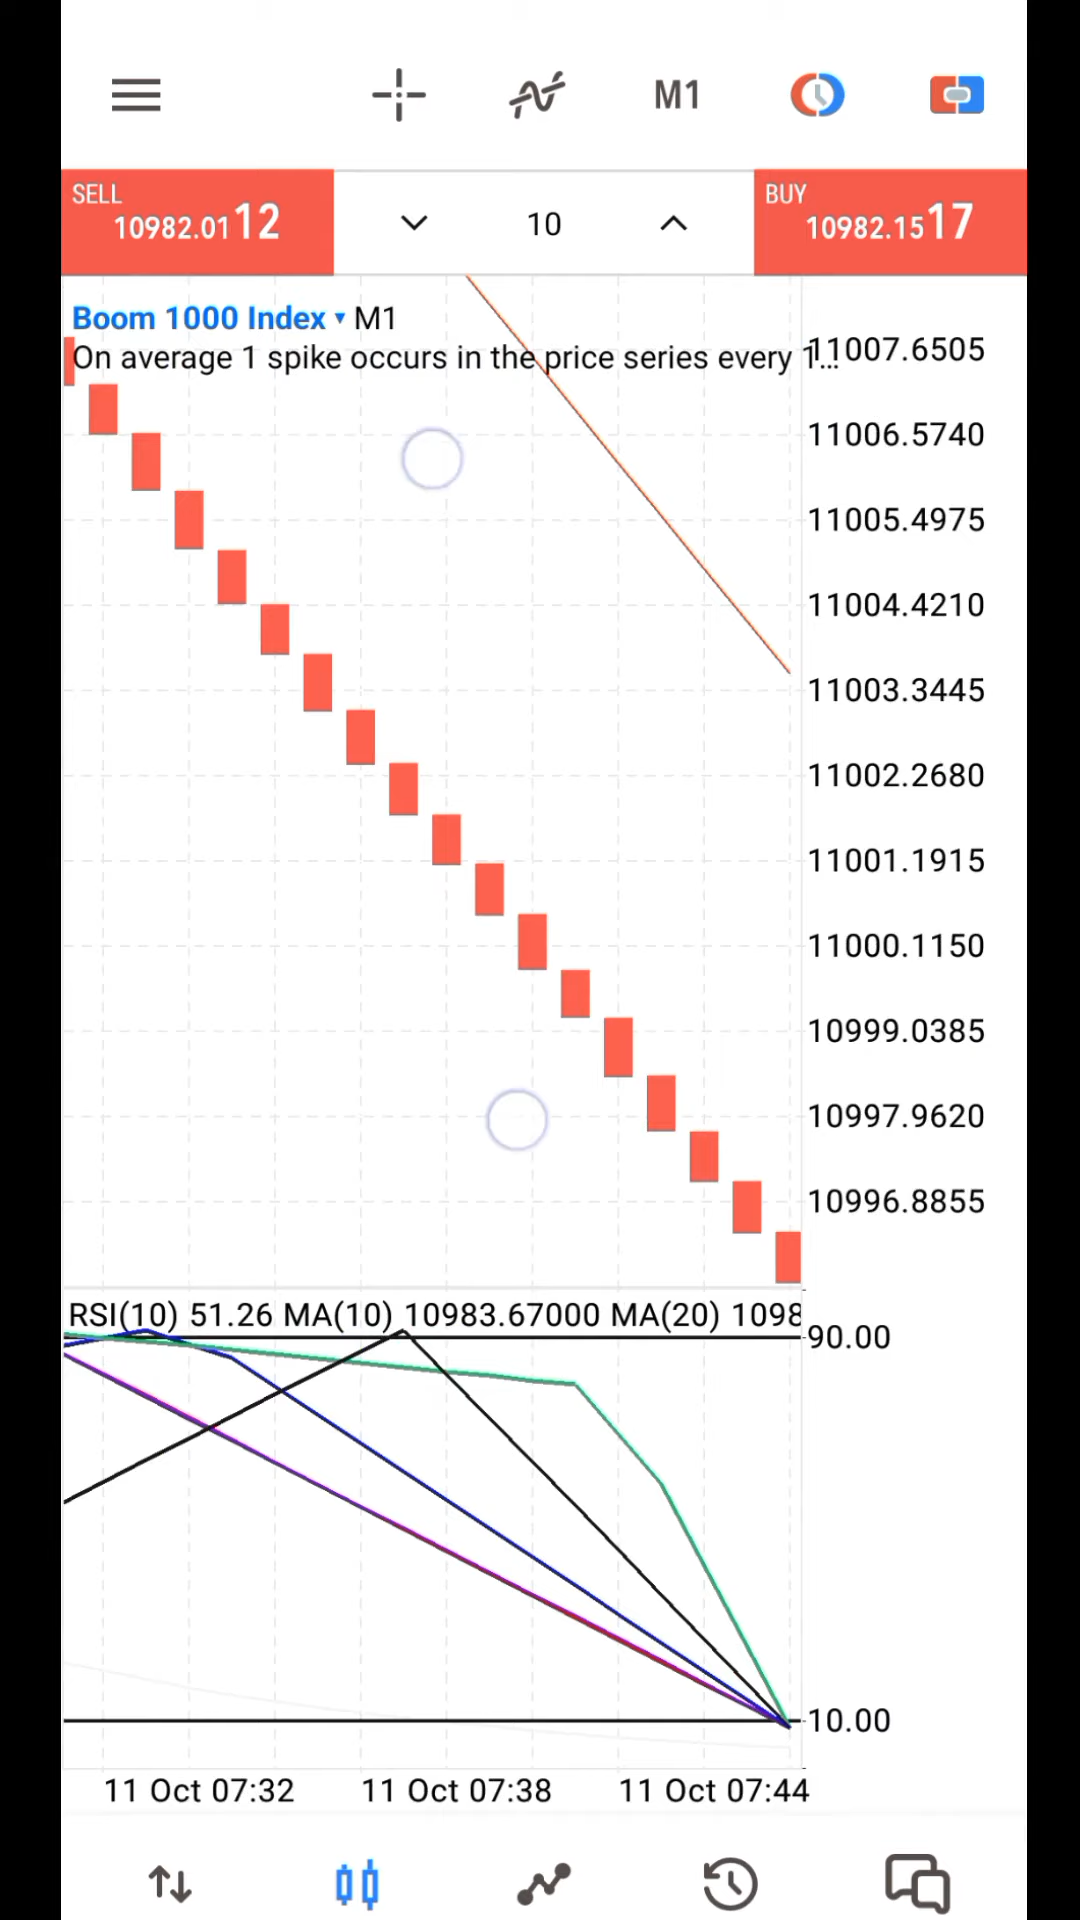 M1
SELL
10982.0112
10
BUY
10982.1517
Boom 1000 Index ▾ M1
On average 1 spike occurs in the price series every 1...
11007.6505
11006.5740
11005.4975
11004.4210
11003.3445
11002.2680
11001.1915
11000.1150
10999.0385
10997.9620
10996.8855
RSI(10) 51.26 MA(10) 10983.67000 MA(20) 1098
90.00
10.00
11 Oct 07:32
11 Oct 07:38
11 Oct 07:44